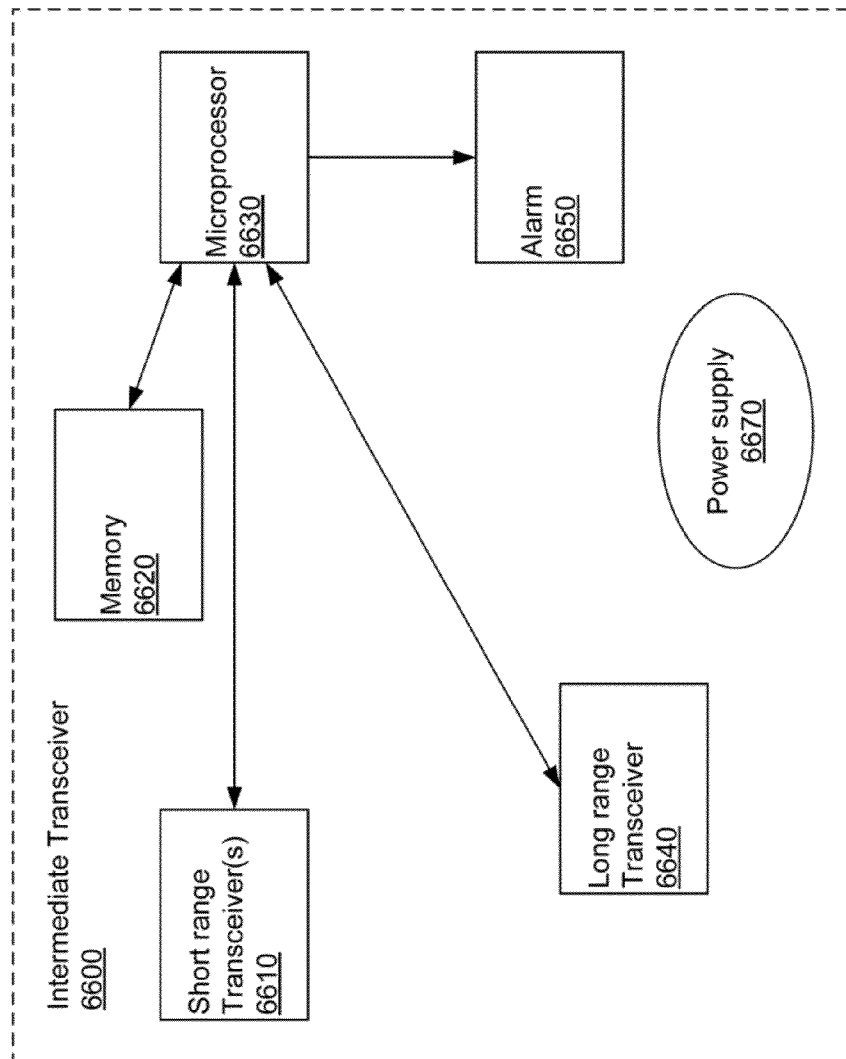 Intermediate Transceiver
6600
Short range
Transceiver(s)
6610
Memory
6620
Microprocessor
6630
Long range
Transceiver
6640
Power supply
6670
Alarm
6650